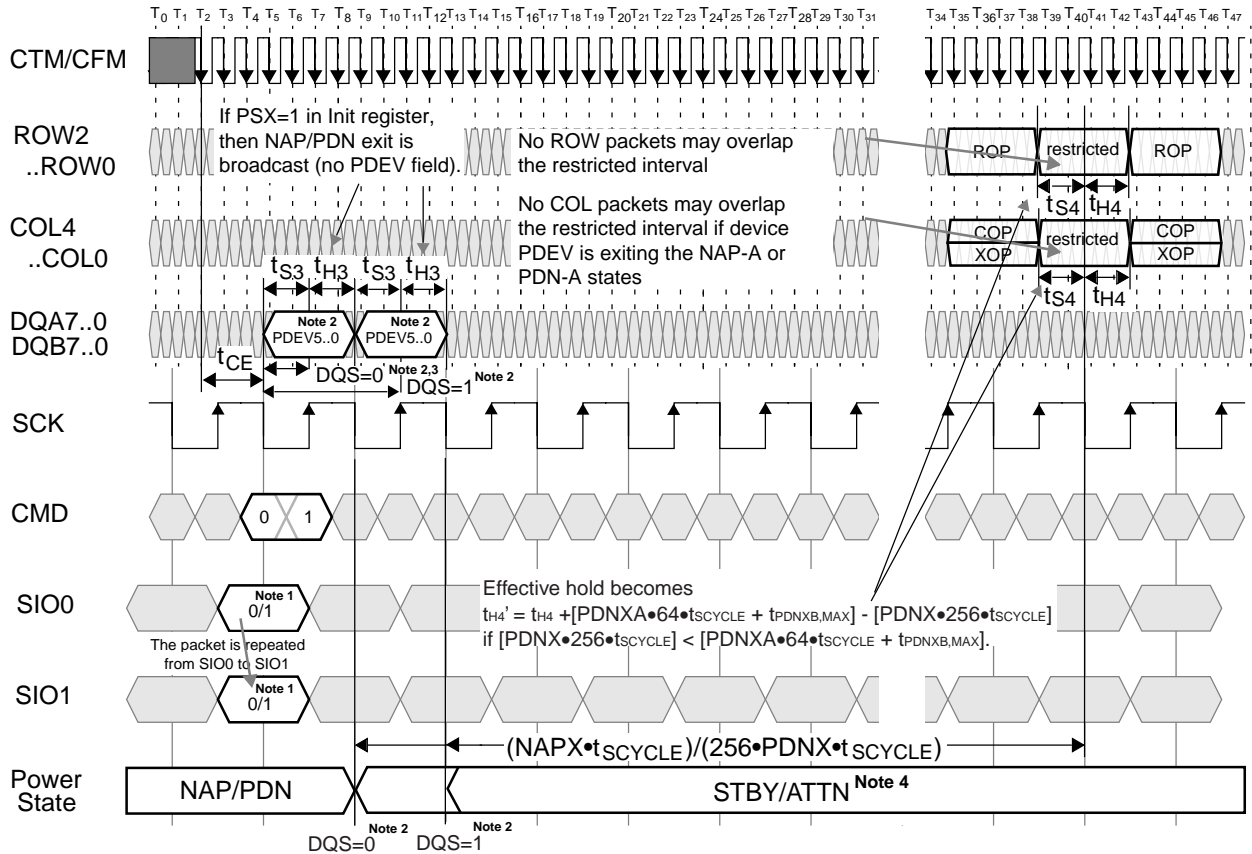 T0 T1 T2 T3 T4 T5 T6 T7 T8 T9 T10 T11 T12 T13 T14 T15 T16 T17 T18 T19 T20 T21 T22 T23 T24 T25 T26 T27 T28 T29 T30 T31 T34 T35 T36 T37 T38 T39 T40 T41 T42 T43 T44 T45 T46 T47
CTM/CFM
If PSX=1 in Init register,
then NAP/PDN exit is
broadcast (no PDEV field).
No ROW packets may overlap
the restricted interval
ROW2
..ROW0
ROP restricted ROP
tS4 tH4
No COL packets may overlap
the restricted interval if device
PDEV is exiting the NAP-A or
PDN-A states
COL4
..COL0
COP restricted COP
XOP XOP
tS3 tH3 tS3 tH3
tS4 tH4
DQA7..0
DQB7..0
Note 2 Note 2
PDEV5..0 PDEV5..0
tCE
DQS=0 Note 2,3 DQS=1 Note 2
SCK
CMD
0 1
SIO0
Note 1
0/1
Effective hold becomes
tH4' = tH4 +[PDNXA•64•tSCYCLE + tPDNXB,MAX] - [PDNX•256•tSCYCLE]
if [PDNX•256•tSCYCLE] < [PDNXA•64•tSCYCLE + tPDNXB,MAX].
The packet is repeated
from SIO0 to SIO1
SIO1
Note 1
0/1
(NAPX•tSCYCLE)/(256•PDNX•tSCYCLE)
Power
State
NAP/PDN STBY/ATTN Note 4
DQS=0 Note 2 DQS=1 Note 2